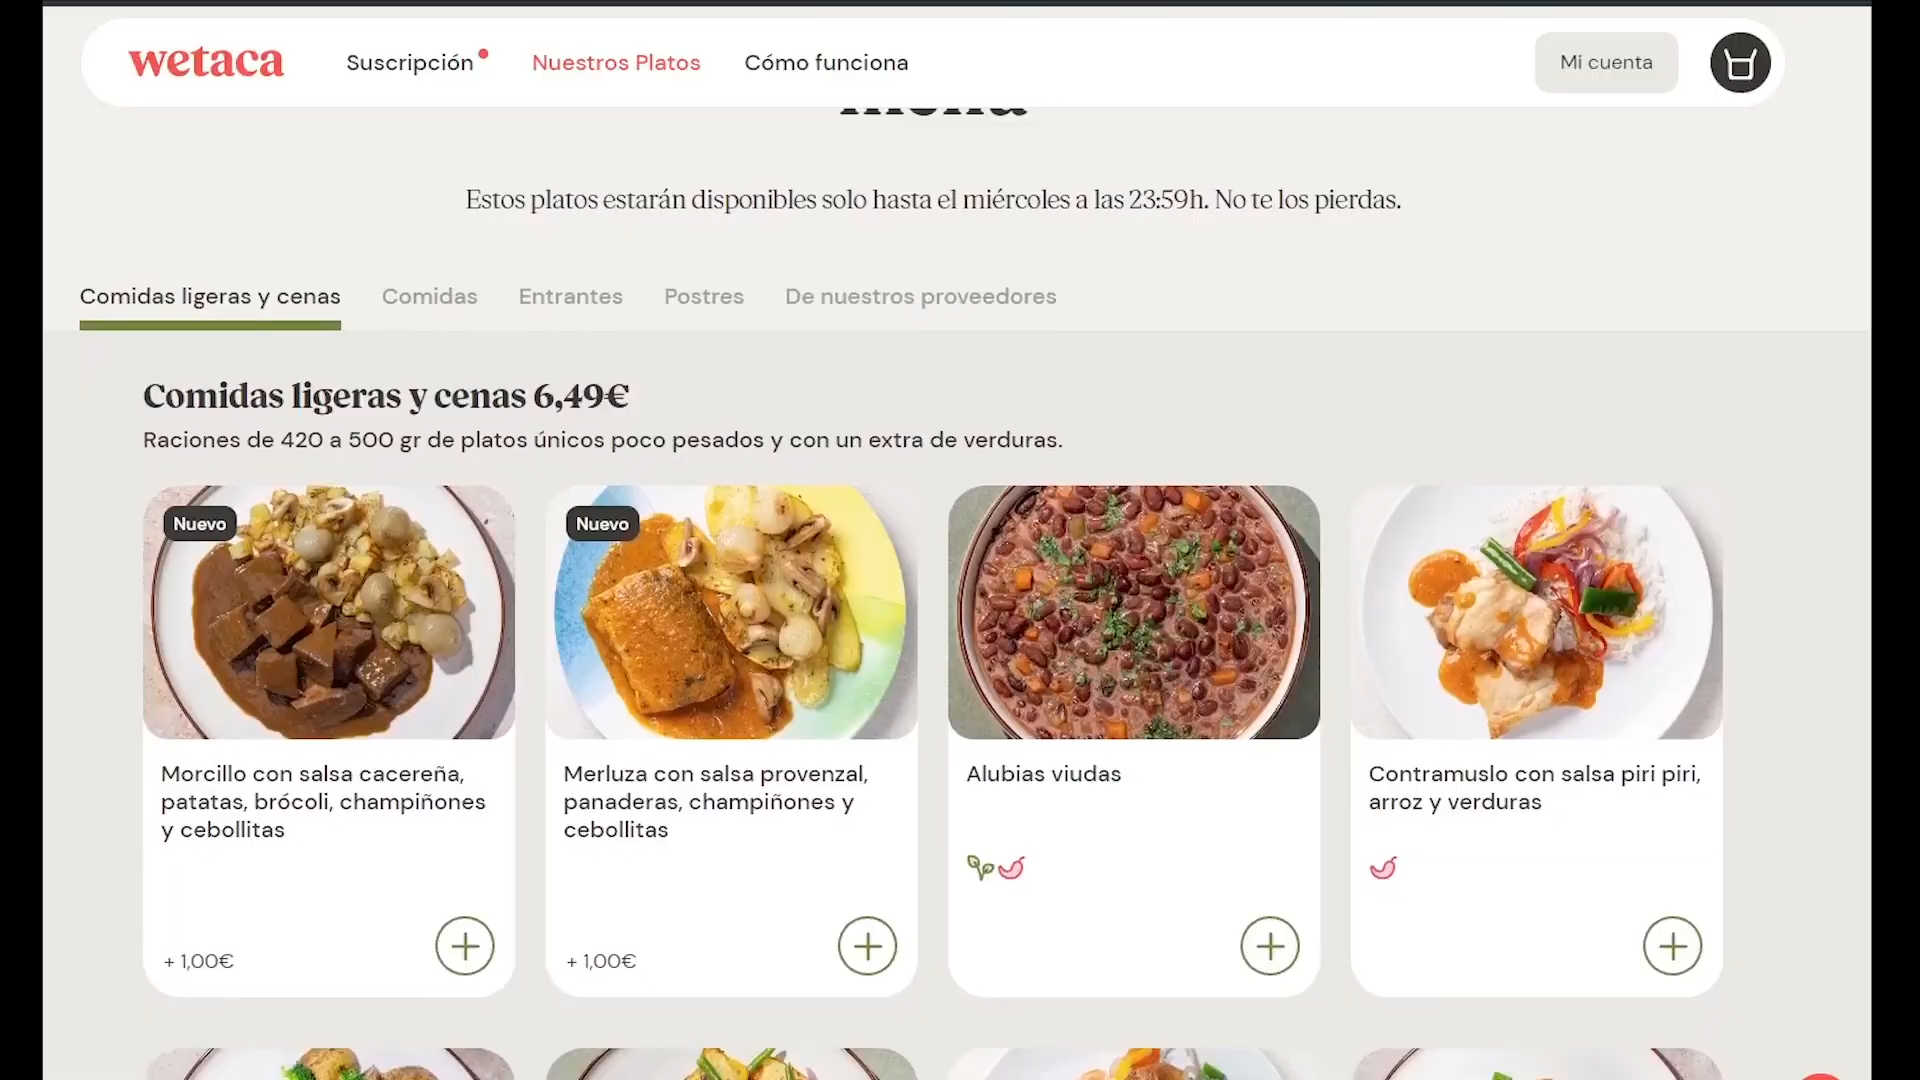 wetaca
Suscripción
Nuestros Platos
Cómo funciona
Mi cuenta
Estos platos estarán disponibles solo hasta el miércoles a las 23:59h. No te los pierdas.
Comidas ligeras y cenas
Comidas
Entrantes
Postres
De nuestros proveedores
Comidas ligeras y cenas 6,49€
Raciones de 420 a 500 gr de platos únicos poco pesados y con un extra de verduras.
Nuevo
Morcillo con salsa cacereña,
patatas, brócoli, champiñones
y cebollitas
+ 1,00€
Nuevo
Merluza con salsa provenzal,
panaderas, champiñones y
cebollitas
+ 1,00€
Alubias viudas
Contramuslo con salsa piri piri,
arroz y verduras